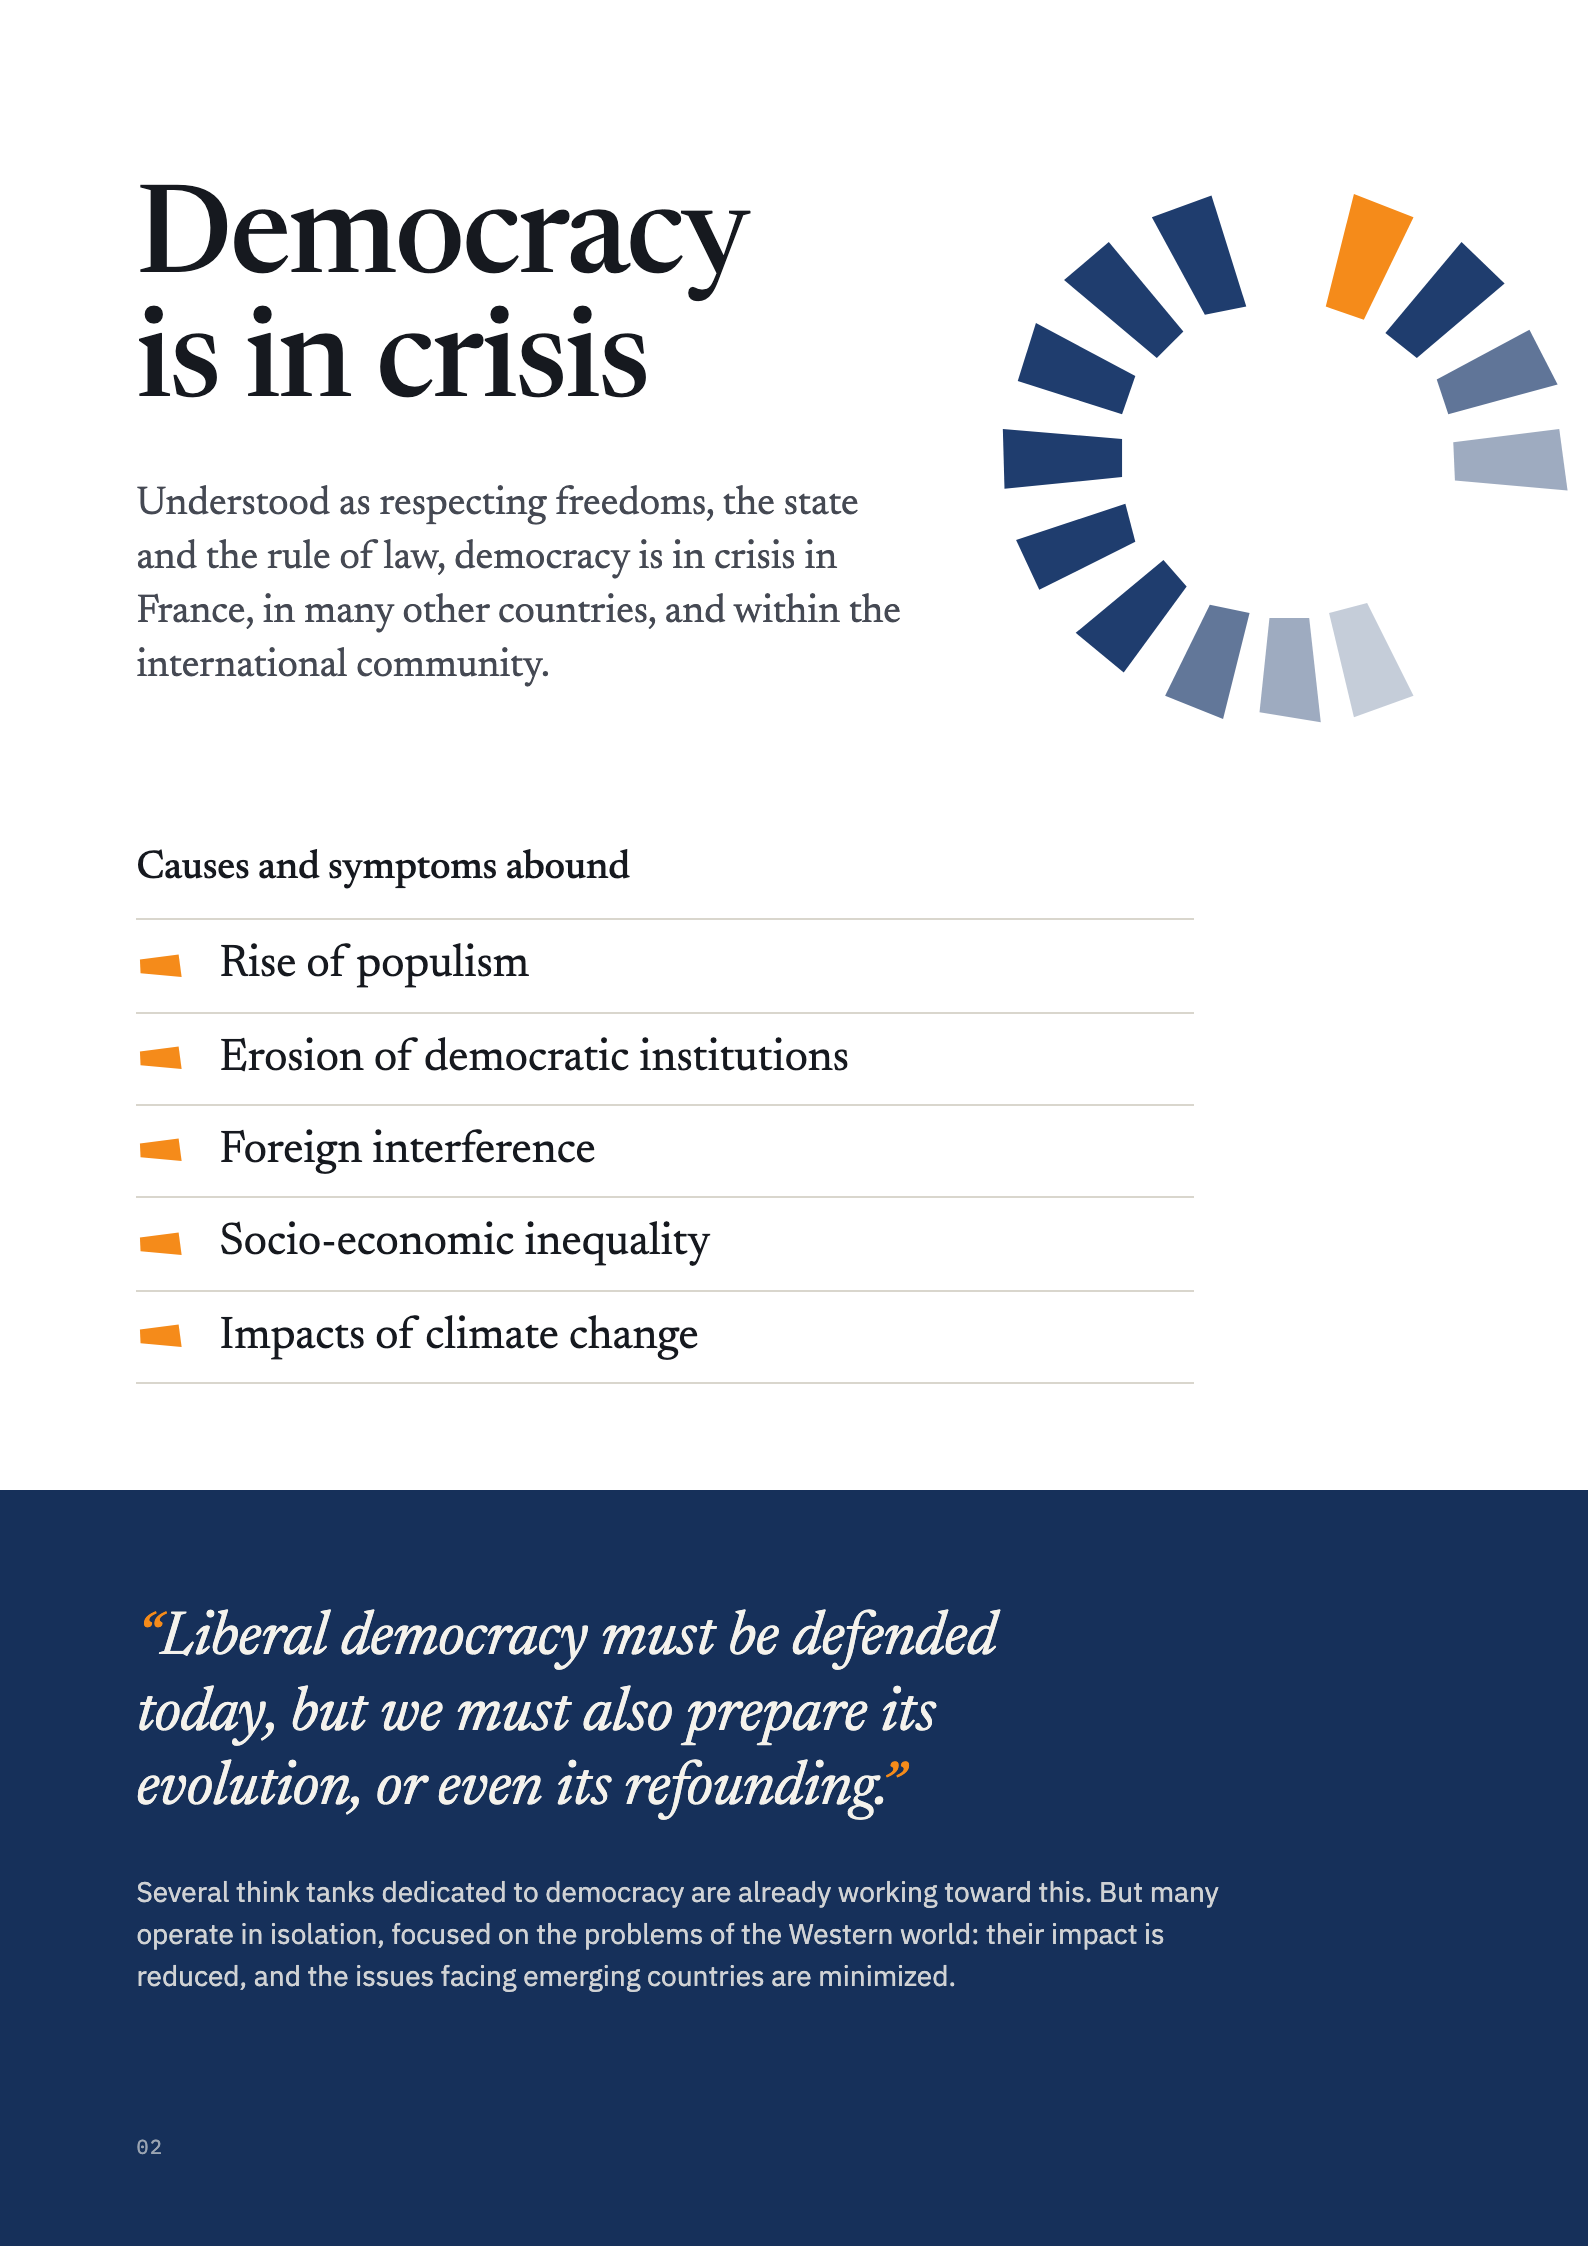 Democracy
is in crisis
Understood as respecting freedoms, the state
and the rule of law, democracy is in crisis in
France, in many other countries, and within the
international community.
Causes and symptoms abound
Rise of populism
Erosion of democratic institutions
Foreign interference
Socio-economic inequality
Impacts of climate change
“Liberal democracy must be defended
today, but we must also prepare its
evolution, or even its refounding.”
Several think tanks dedicated to democracy are already working toward this. But many
operate in isolation, focused on the problems of the Western world: their impact is
reduced, and the issues facing emerging countries are minimized.
02